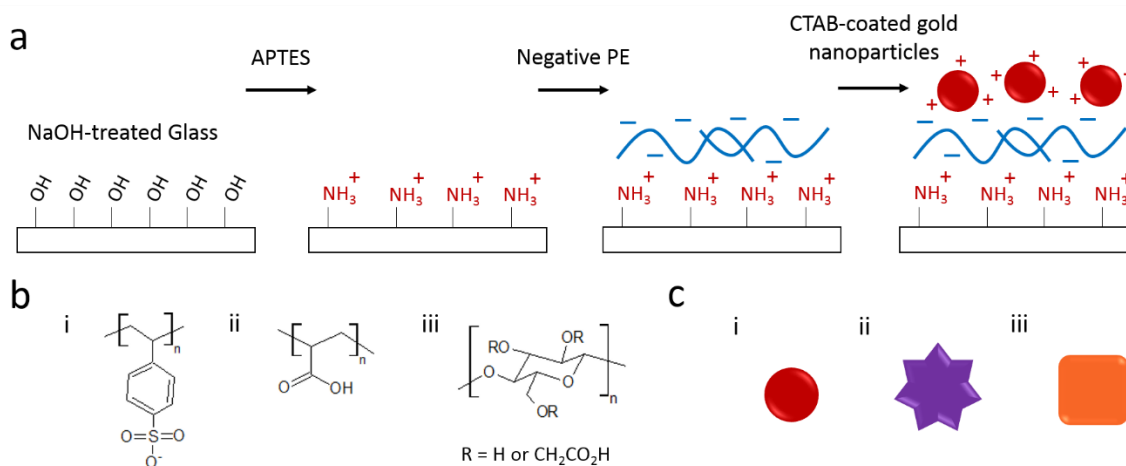 a
APTES
Negative PE
CTAB-coated gold
nanoparticles
NaOH-treated Glass
OH OH OH OH OH OH
NH₃⁺ NH₃⁺ NH₃⁺ NH₃⁺
− − − − − −
NH₃⁺ NH₃⁺ NH₃⁺ NH₃⁺
+ + + + + + + + +
− − − − − −
NH₃⁺ NH₃⁺ NH₃⁺ NH₃⁺
b
i
n
O S O
O⁻
ii
n
O OH
iii
OR
RO
O
O
OR
n
R = H or CH₂CO₂H
c
i
ii
iii